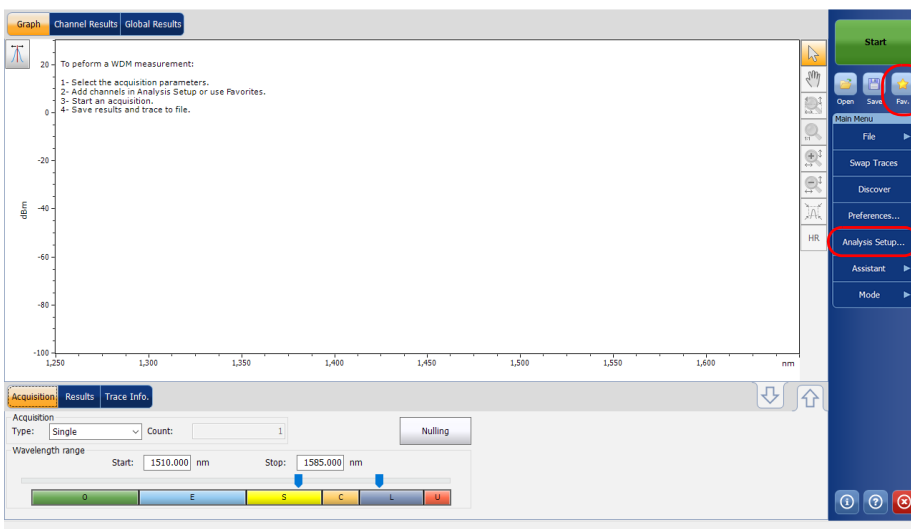 Graph Channel Results Global Results
To peform a WDM measurement:
1- Select the acquisition parameters.
2- Add channels in Analysis Setup or use Favorites.
3- Start an acquisition.
4- Save results and trace to file.
20
0
-20
-40
-60
-80
-100
dBm
1,250 1,300 1,350 1,400 1,450 1,500 1,550 1,600 nm
HR
Start
Open Save Fav.
Main Menu
File
Swap Traces
Discover
Preferences...
Analysis Setup...
Assistant
Mode
Acquisition Results Trace Info.
Acquisition
Type: Single Count: 1 Nulling
Wavelength range
Start: 1510.000 nm Stop: 1585.000 nm
O E S C L U